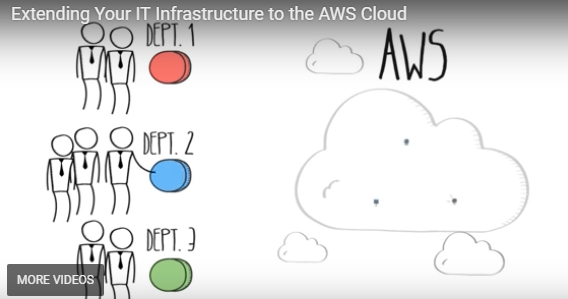 Extending Your IT Infrastructure to the AWS Cloud
DEPT. 1
AWS
DEPT. 2
DEPT. 3
MORE VIDEOS